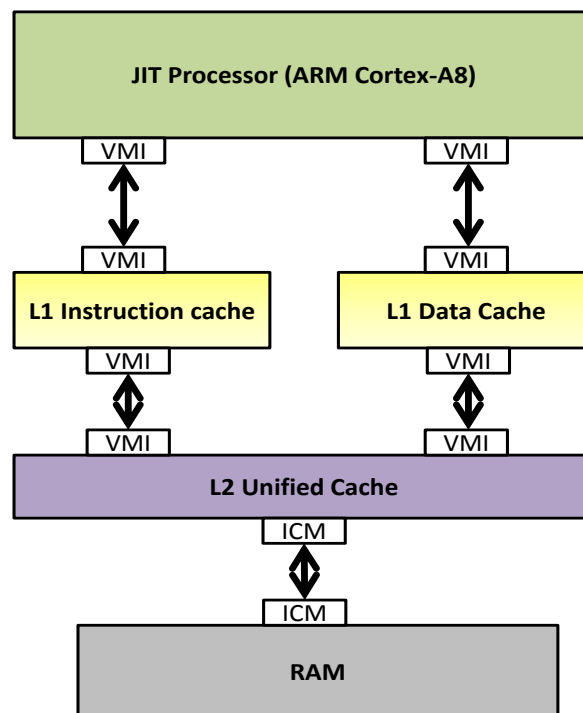 JIT Processor (ARM Cortex-A8)
VMI VMI
VMI VMI
L1 Instruction cache L1 Data Cache
VMI VMI
VMI VMI
L2 Unified Cache
ICM
ICM
RAM